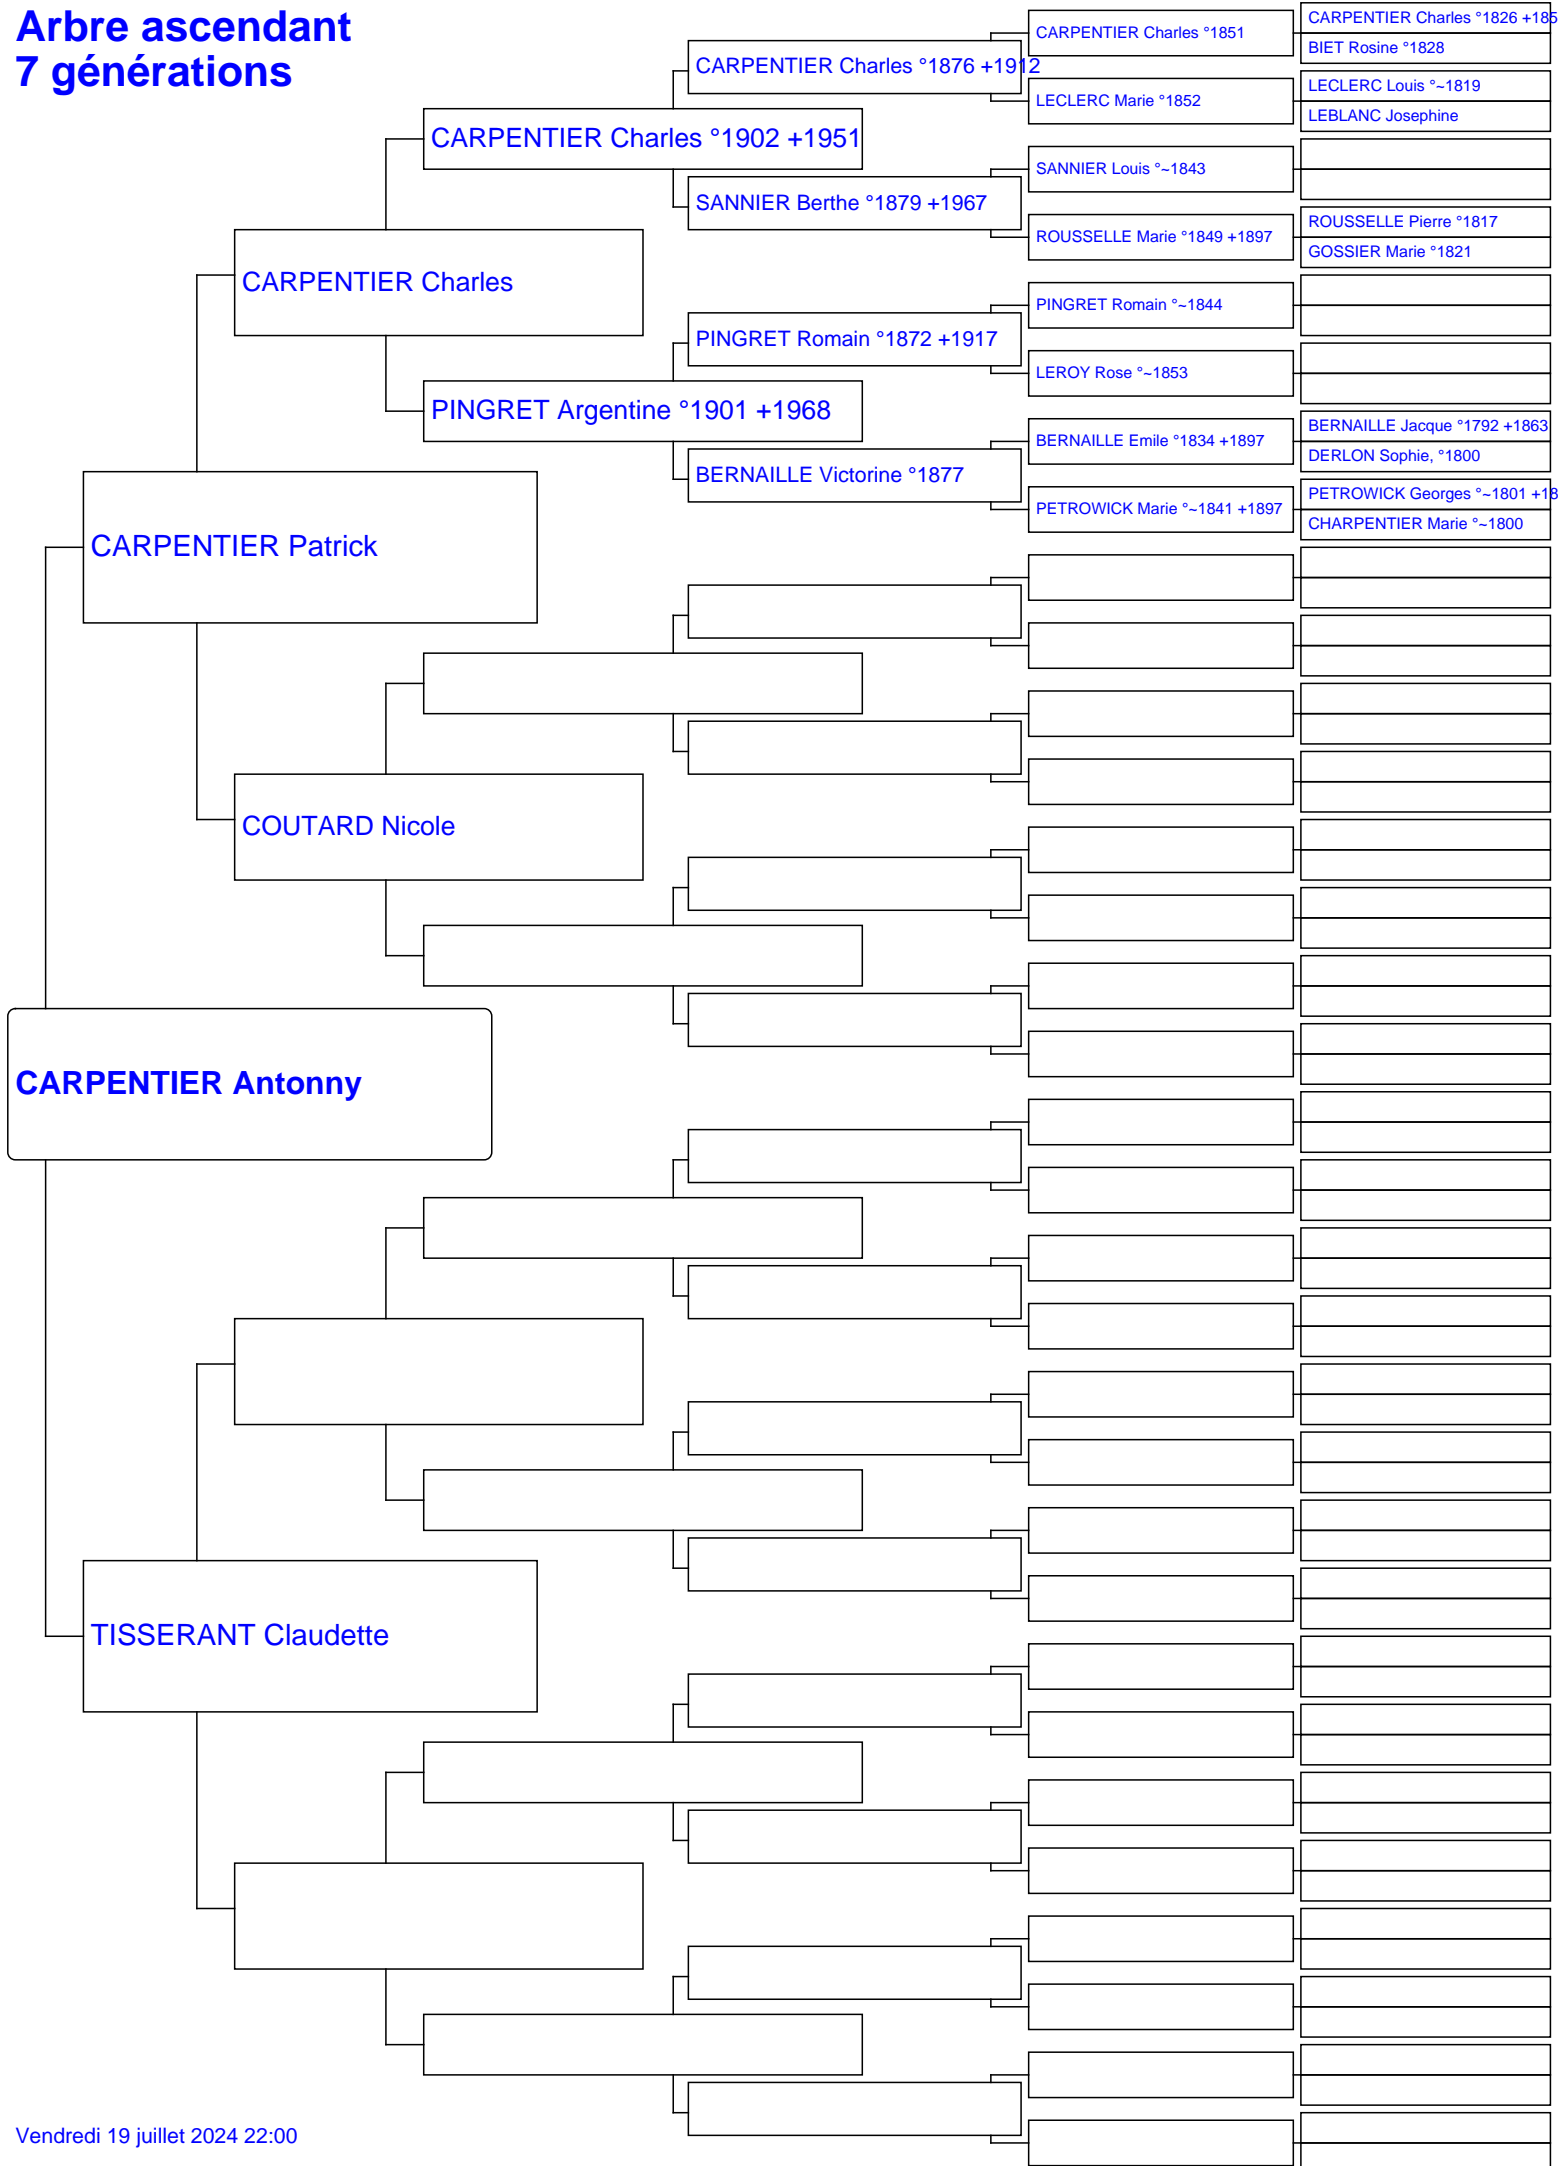 Arbre ascendant
7 générations
CARPENTIER Charles °1826 +185
CARPENTIER Charles °1851
BIET Rosine °1828
CARPENTIER Charles °1876 +1912
LECLERC Louis °~1819
LECLERC Marie °1852
LEBLANC Josephine
CARPENTIER Charles °1902 +1951
SANNIER Louis °~1843
SANNIER Berthe °1879 +1967
ROUSSELLE Pierre °1817
ROUSSELLE Marie °1849 +1897
GOSSIER Marie °1821
CARPENTIER Charles
PINGRET Romain °~1844
PINGRET Romain °1872 +1917
LEROY Rose °~1853
PINGRET Argentine °1901 +1968
BERNAILLE Jacque °1792 +1863
BERNAILLE Emile °1834 +1897
DERLON Sophie, °1800
BERNAILLE Victorine °1877
PETROWICK Georges °~1801 +18
PETROWICK Marie °~1841 +1897
CHARPENTIER Marie °~1800
CARPENTIER Patrick
COUTARD Nicole
CARPENTIER Antonny
TISSERANT Claudette
Vendredi 19 juillet 2024 22:00